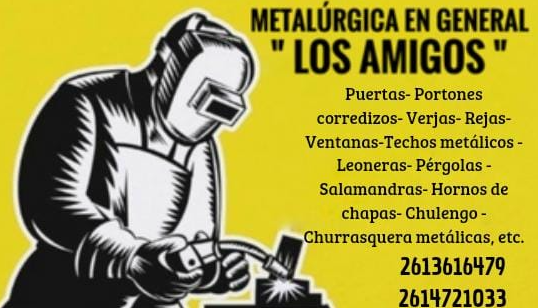 METALÚRGICA EN GENERAL
" LOS AMIGOS "
Puertas- Portones
corredizos- Verjas- Rejas-
Ventanas-Techos metálicos -
Leoneras- Pérgolas -
Salamandras- Hornos de
chapas- Chulengo -
Churrasquera metálicas, etc.
2613616479
2614721033